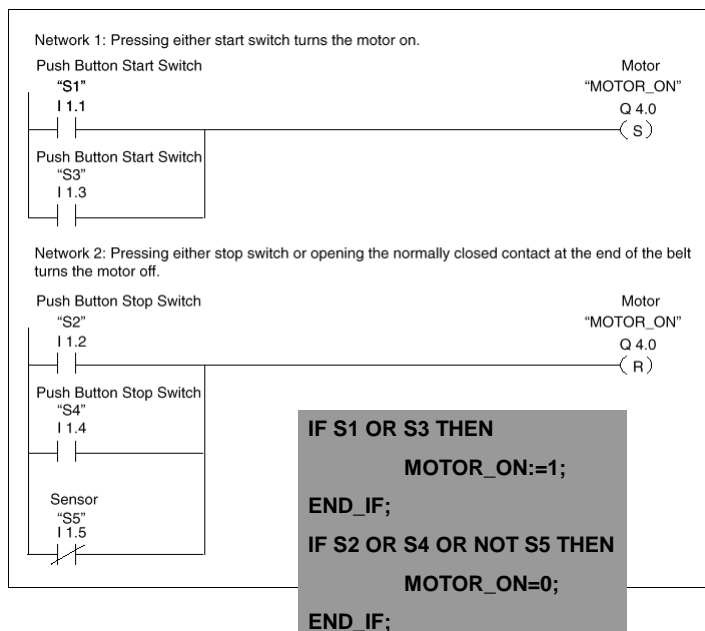 Network 1: Pressing either start switch turns the motor on.
Push Button Start Switch
“S1”
I 1.1
Motor
“MOTOR_ON”
Q 4.0
S
Push Button Start Switch
“S3”
I 1.3
Network 2: Pressing either stop switch or opening the normally closed contact at the end of the belt
turns the motor off.
Push Button Stop Switch
“S2”
I 1.2
Motor
“MOTOR_ON”
Q 4.0
R
Push Button Stop Switch
“S4”
I 1.4
Sensor
“S5”
I 1.5
IF S1 OR S3 THEN
MOTOR_ON:=1;
END_IF;
IF S2 OR S4 OR NOT S5 THEN
MOTOR_ON=0;
END_IF;